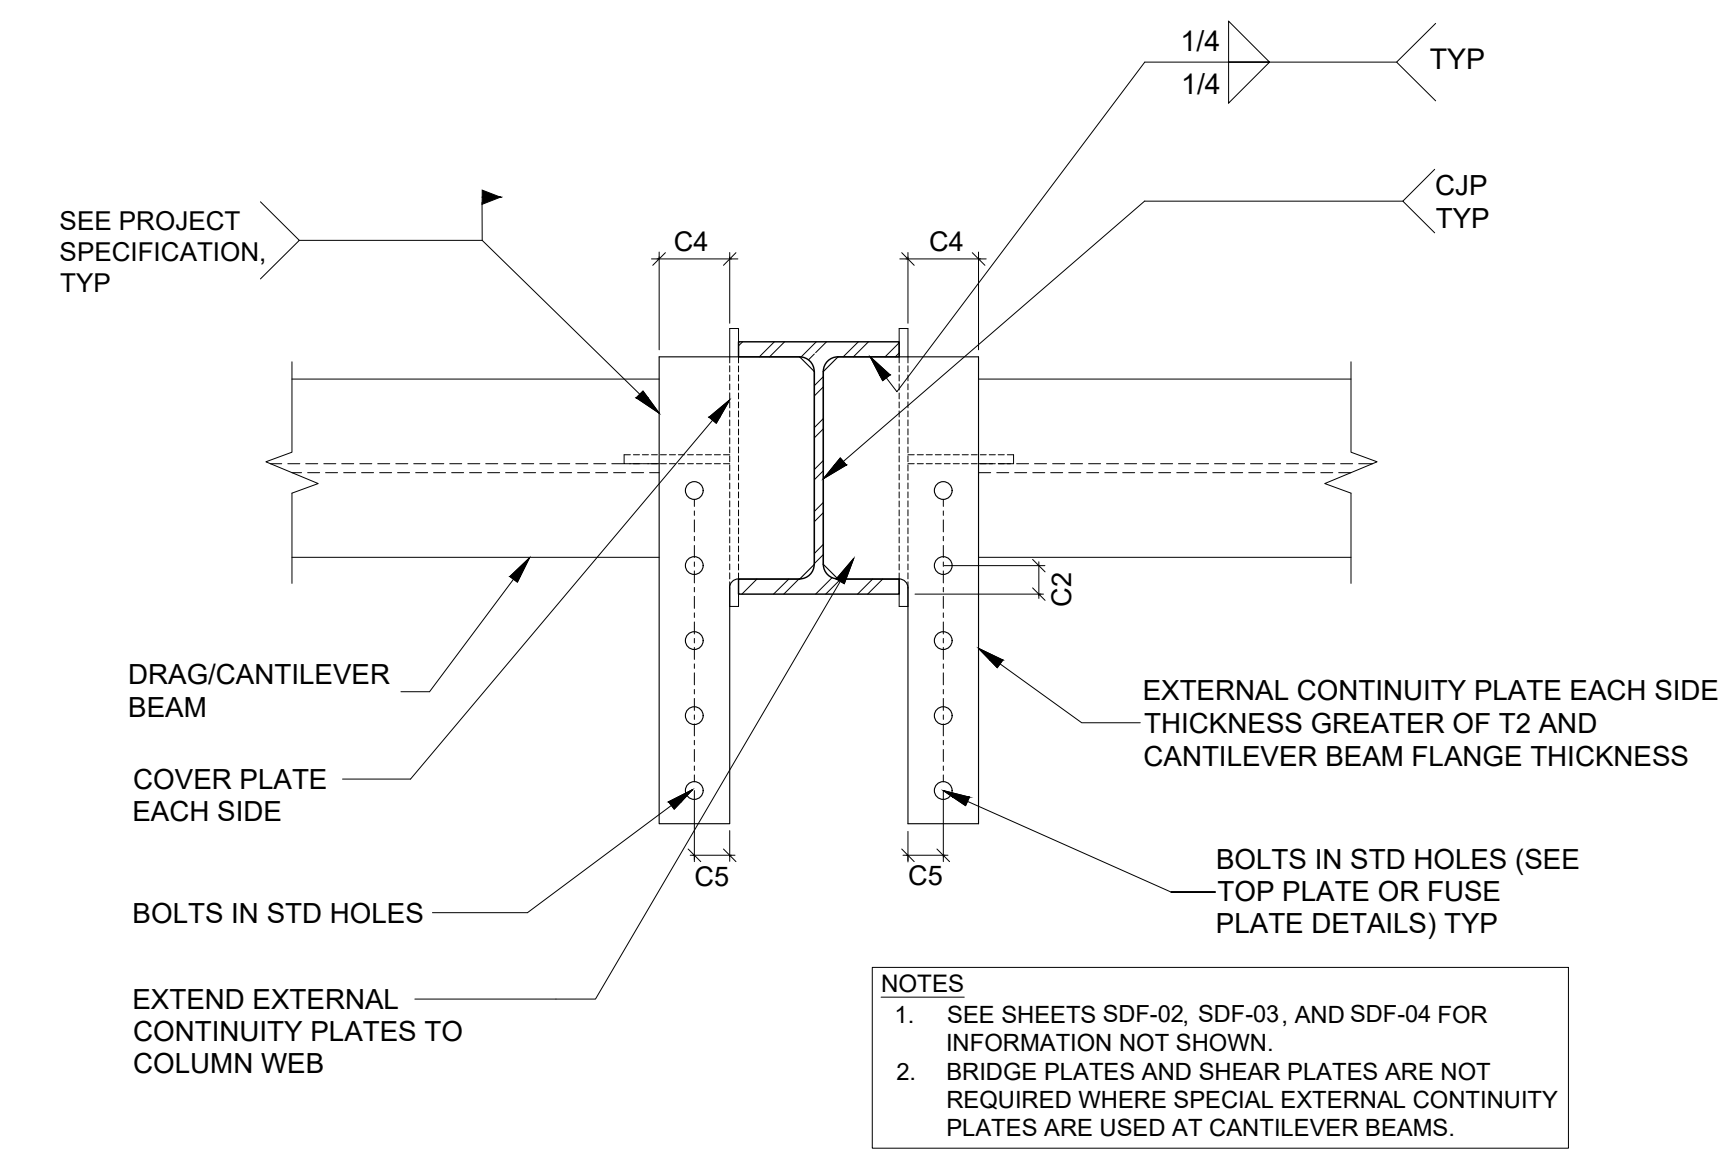 1/4
1/4
TYP
CJP
TYP
SEE PROJECT
SPECIFICATION,
TYP
C4
C4
C2
DRAG/CANTILEVER
BEAM
EXTERNAL CONTINUITY PLATE EACH SIDE
THICKNESS GREATER OF T2 AND
CANTILEVER BEAM FLANGE THICKNESS
COVER PLATE
EACH SIDE
C5
C5
BOLTS IN STD HOLES
BOLTS IN STD HOLES (SEE
TOP PLATE OR FUSE
PLATE DETAILS) TYP
EXTEND EXTERNAL
CONTINUITY PLATES TO
COLUMN WEB
NOTES
1. SEE SHEETS SDF-02, SDF-03, AND SDF-04 FOR
INFORMATION NOT SHOWN.
2. BRIDGE PLATES AND SHEAR PLATES ARE NOT
REQUIRED WHERE SPECIAL EXTERNAL CONTINUITY
PLATES ARE USED AT CANTILEVER BEAMS.